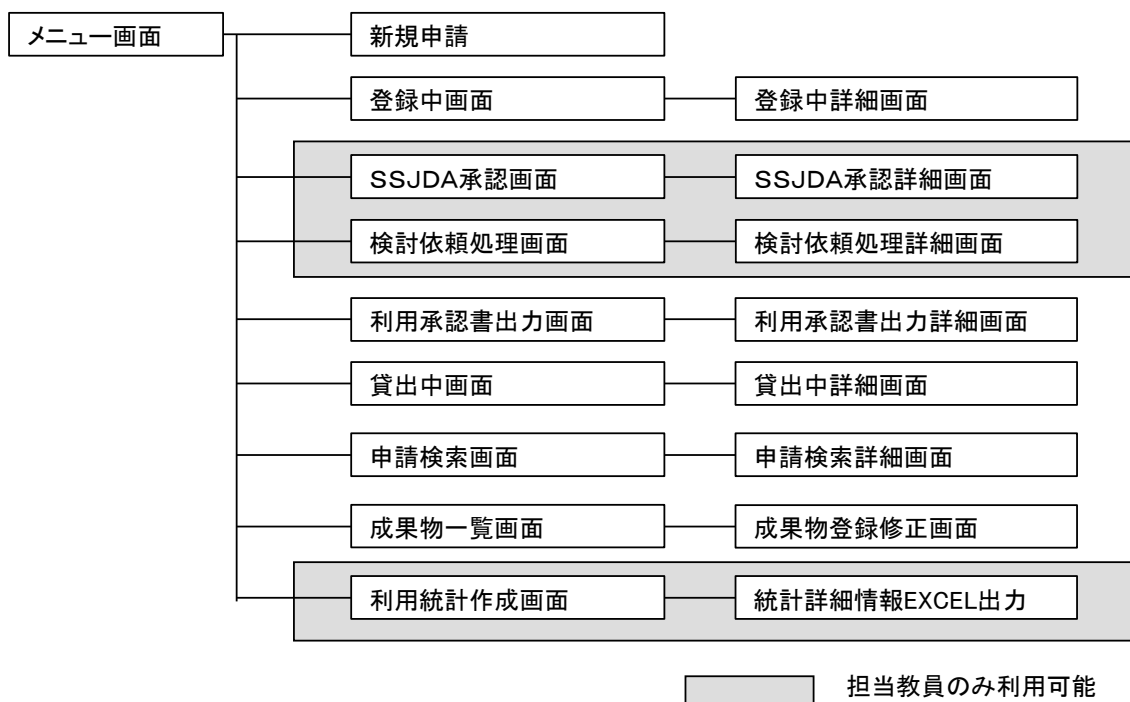 メニュー画面
新規申請
登録中画面
登録中詳細画面
SSJDA承認画面
SSJDA承認詳細画面
検討依頼処理画面
検討依頼処理詳細画面
利用承認書出力画面
利用承認書出力詳細画面
貸出中画面
貸出中詳細画面
申請検索画面
申請検索詳細画面
成果物一覧画面
成果物登録修正画面
利用統計作成画面
統計詳細情報EXCEL出力
担当教員のみ利用可能